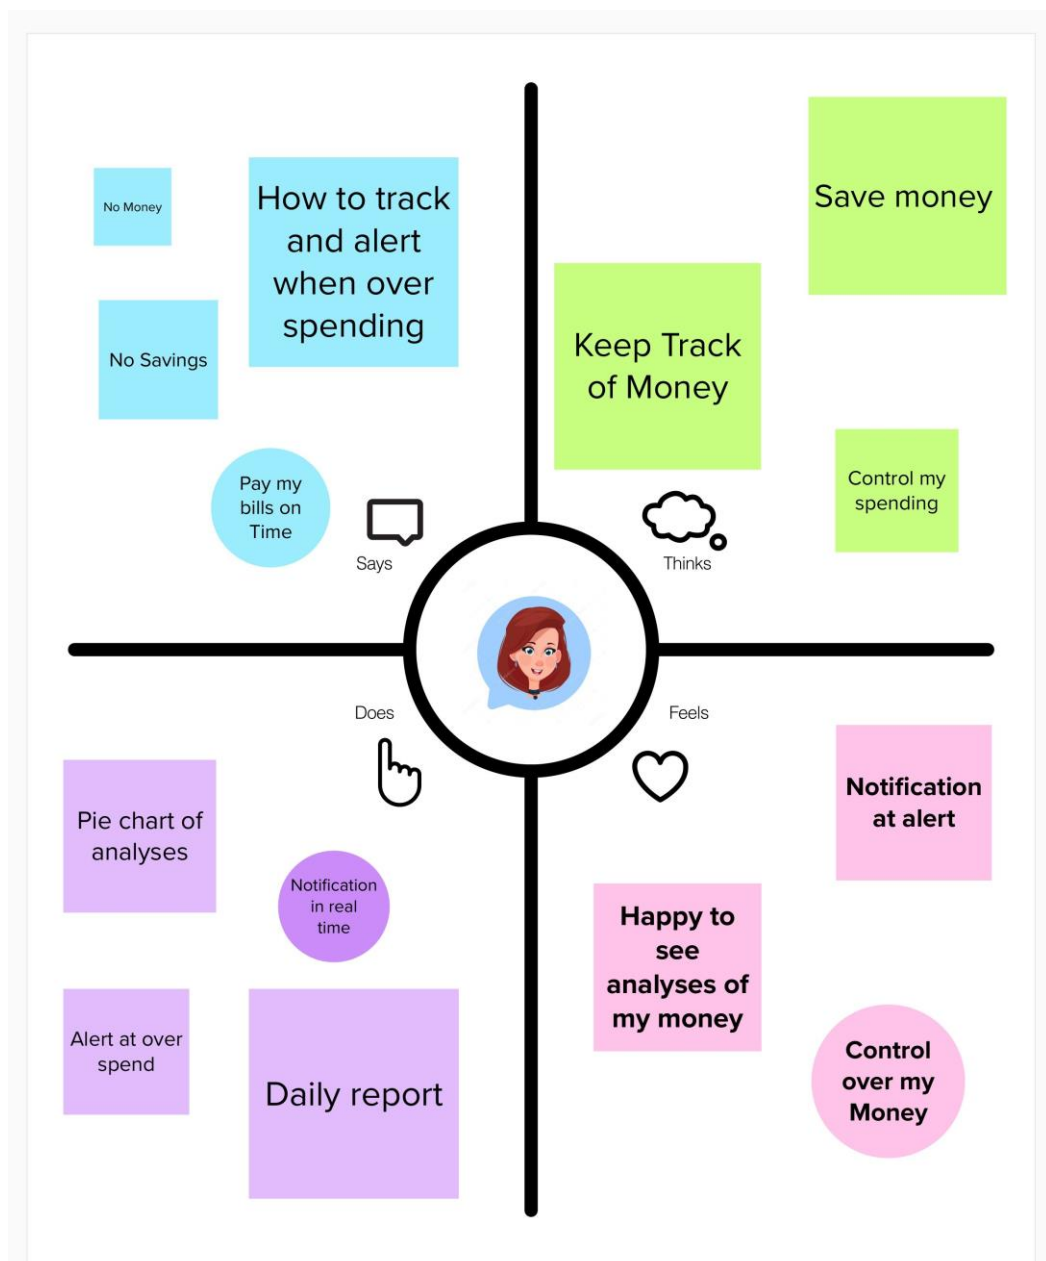 No Money
How to track
and alert
when over
spending
No Savings
Pay my
bills on
Time
Says
Save money
Keep Track
of Money
Control my
spending
Thinks
Does
Pie chart of
analyses
Notification
in real
time
Alert at over
spend
Daily report
Feels
Notification
at alert
Happy to
see
analyses of
my money
Control
over my
Money